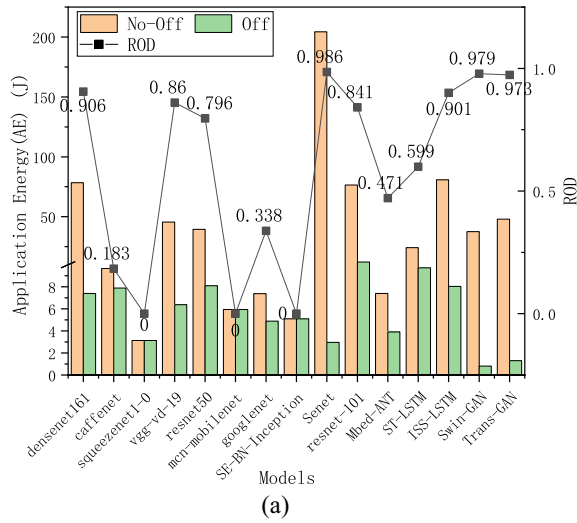 No-Off
Off
ROD
Application Energy(AE) (J)
200
150
100
50
8
6
4
2
0
0.906
0.183
0
0.86
0.796
0
0.338
0
0.986
0.841
0.471
0.599
0.901
0.979
0.973
1.0
0.5
0.0
ROD
densenet161
caffenet
squeezenet1-0
vgg-vd-19
resnet50
mcn-mobilenet
googlenet
SE-BN-Inception
Senet
resnet-101
Mbed-ANT
ST-LSTM
ISS-LSTM
Swin-GAN
Trans-GAN
Models
(a)